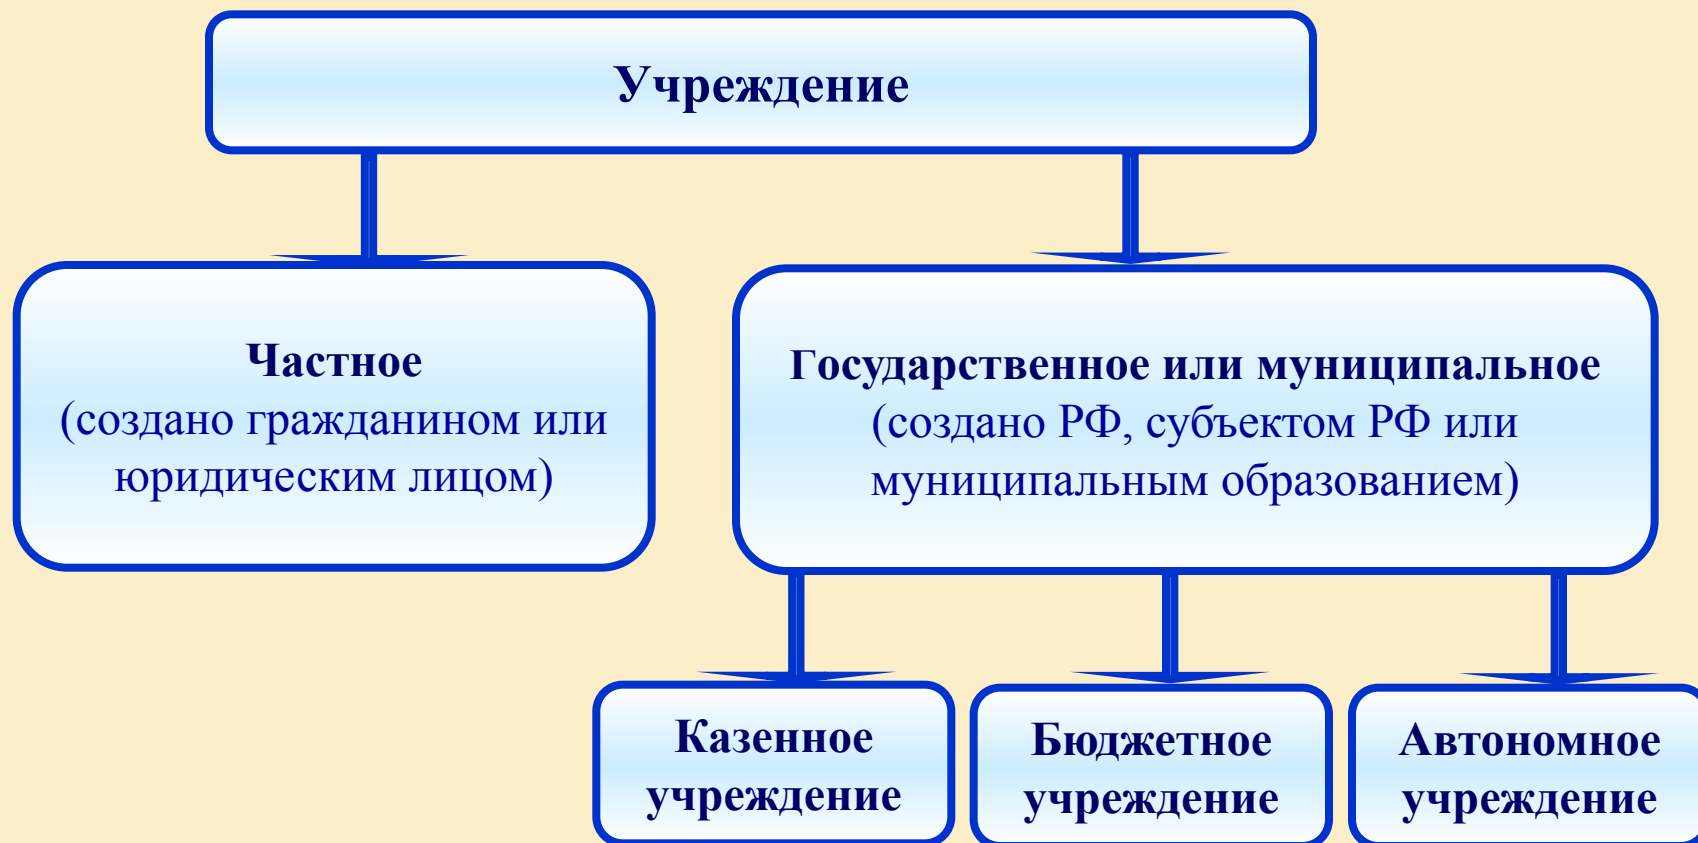 Учреждение
Частное
(создано гражданином или
юридическим лицом)
Государственное или муниципальное
(создано РФ, субъектом РФ или
муниципальным образованием)
Казенное
учреждение
Бюджетное
учреждение
Автономное
учреждение